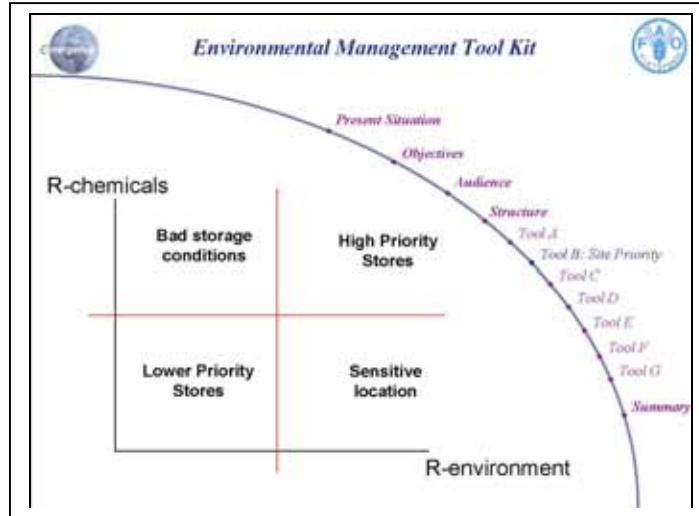 Environmental Management Tool Kit
F A O
Present Situation
Objectives
Audience
Structure
Tool A
Tool B: Site Priority
Tool C
Tool D
Tool E
Tool F
Tool G
Summary
R-chemicals
Bad storage
conditions
High Priority
Stores
Lower Priority
Stores
Sensitive
location
R-environment